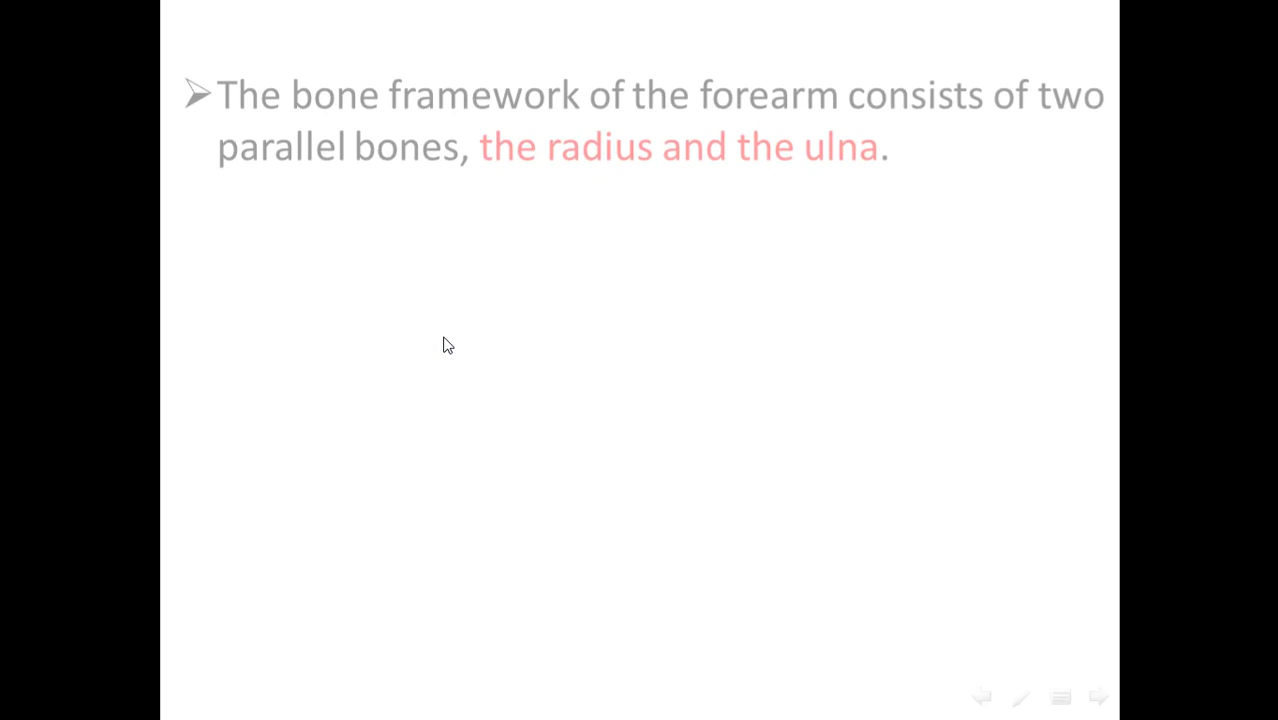 The bone framework of the forearm consists of two
parallel bones, the radius and the ulna.